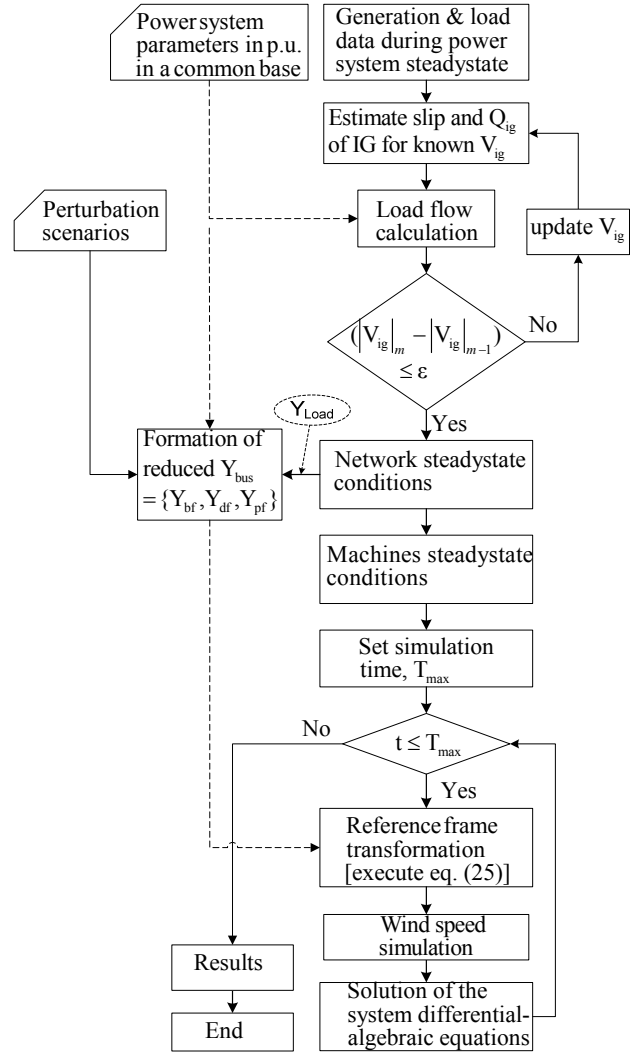 Power system
parameters in p.u.
in a common base
Generation & load
data during power
system steadystate
Estimate slip and Q_ig
of IG for known V_ig
Perturbation
scenarios
Load flow
calculation
update V_ig
(|V_ig|_m − |V_ig|_m−1)
≤ ε
No
Yes
Y_Load
Formation of
reduced Y_bus
= {Y_bf, Y_df, Y_pf}
Network steadystate
conditions
Machines steadystate
conditions
Set simulation
time, T_max
No
t ≤ T_max
Yes
Reference frame
transformation
[execute eq. (25)]
Wind speed
simulation
Results
Solution of the
system differential-
algebraic equations
End